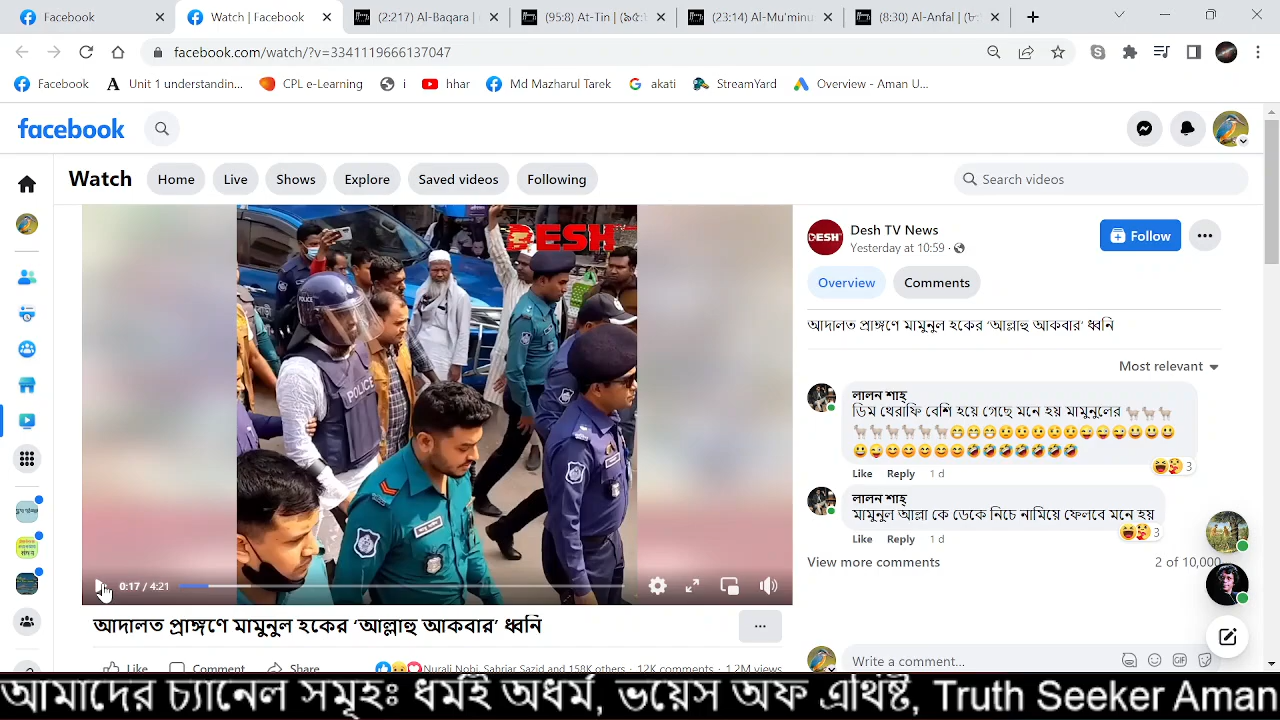 Facebook
Watch | Facebook
(2:217) Al-Baqara |
(95:8) At-Tin |
(23:14) Al-Mu'minu
(8:30) Al-Anfal |
facebook.com/watch/?v=3341119666137047
Facebook
Unit 1 understandin...
CPL e-Learning
i
hhar
Md Mazharul Tarek
akati
StreamYard
Overview - Aman U...
facebook
Watch
Home
Live
Shows
Explore
Saved videos
Following
Search videos
DESH
POLICE
POLICE
0:17 / 4:21
DESH
Desh TV News
Yesterday at 10:59 ·
Follow
Overview
Comments
আদালত প্রাঙ্গণে মামুনুল হকের ‘আল্লাহু আকবার’ ধ্বনি
Most relevant
লালন শাহ্
ডিম থেরাফি বেশি হয়ে গেছে মনে হয় মামুনুলের 🐐🐐🐐
🐐🐐🐐🐐🐐🐐😁😁😁😉😉😉😉😉😜😜😜😃😃😃
😃😜😄😄😄😄😄🤣🤣🤣🤣🤣🤣🤣
Like Reply 1 d
3
লালন শাহ্
মামুনুল আল্লা কে ডেকে নিচে নামিয়ে ফেলবে মনে হয়
Like Reply 1 d
3
View more comments
2 of 10,000
Write a comment...
আদালত প্রাঙ্গণে মামুনুল হকের ‘আল্লাহু আকবার’ ধ্বনি
Like
Comment
Share
Nurali Nobi, Sahriar Sazid and 158K others · 12K comments · 1.2M views
আমাদের চ্যানেল সমূহঃ ধর্মই অধর্ম, ভয়েস অফ এথিষ্ট, Truth Seeker Aman